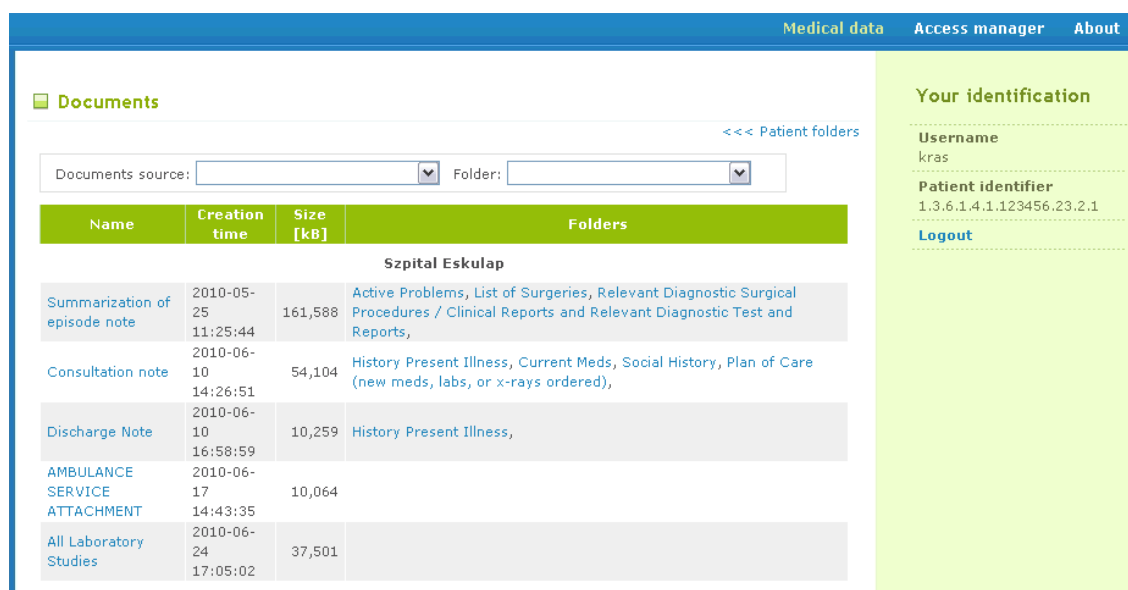 Medical data Access manager About
Documents
<<< Patient folders
Documents source: Folder:
Name Creation time Size [kB] Folders
Szpital Eskulap
Summarization of episode note 2010-05-25 11:25:44 161,588 Active Problems, List of Surgeries, Relevant Diagnostic Surgical Procedures / Clinical Reports and Relevant Diagnostic Test and Reports,
Consultation note 2010-06-10 14:26:51 54,104 History Present Illness, Current Meds, Social History, Plan of Care (new meds, labs, or x-rays ordered),
Discharge Note 2010-06-10 16:58:59 10,259 History Present Illness,
AMBULANCE SERVICE ATTACHMENT 2010-06-17 14:43:35 10,064
All Laboratory Studies 2010-06-24 17:05:02 37,501
Your identification
Username
kras
Patient identifier
1.3.6.1.4.1.123456.23.2.1
Logout